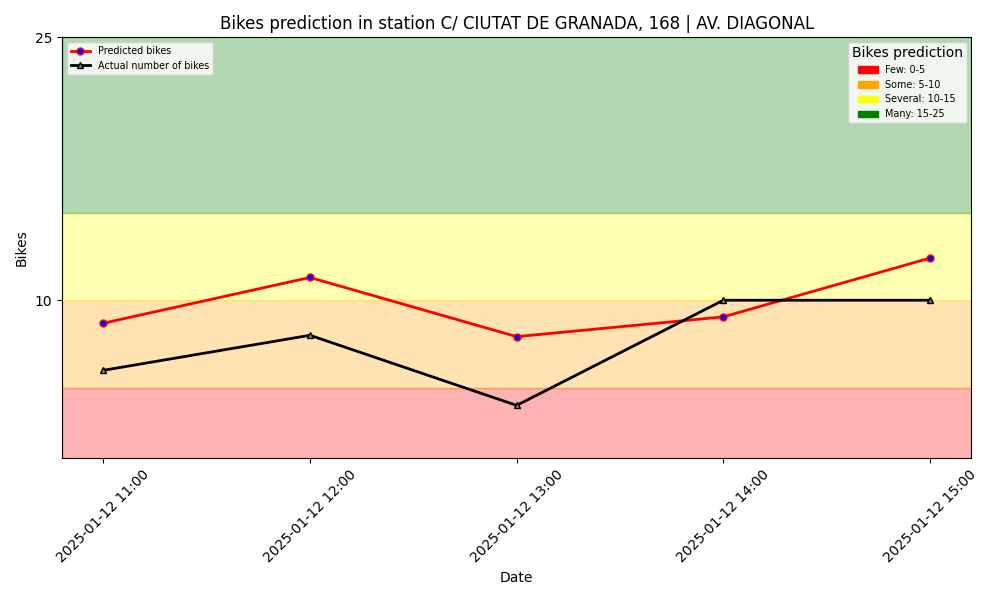 Bikes prediction in station C/ CIUTAT DE GRANADA, 168 | AV. DIAGONAL
25
Predicted bikes
Actual number of bikes
Bikes prediction
Few: 0-5
Some: 5-10
Several: 10-15
Many: 15-25
Bikes
10
2025-01-12 11:00
2025-01-12 12:00
2025-01-12 13:00
2025-01-12 14:00
2025-01-12 15:00
Date